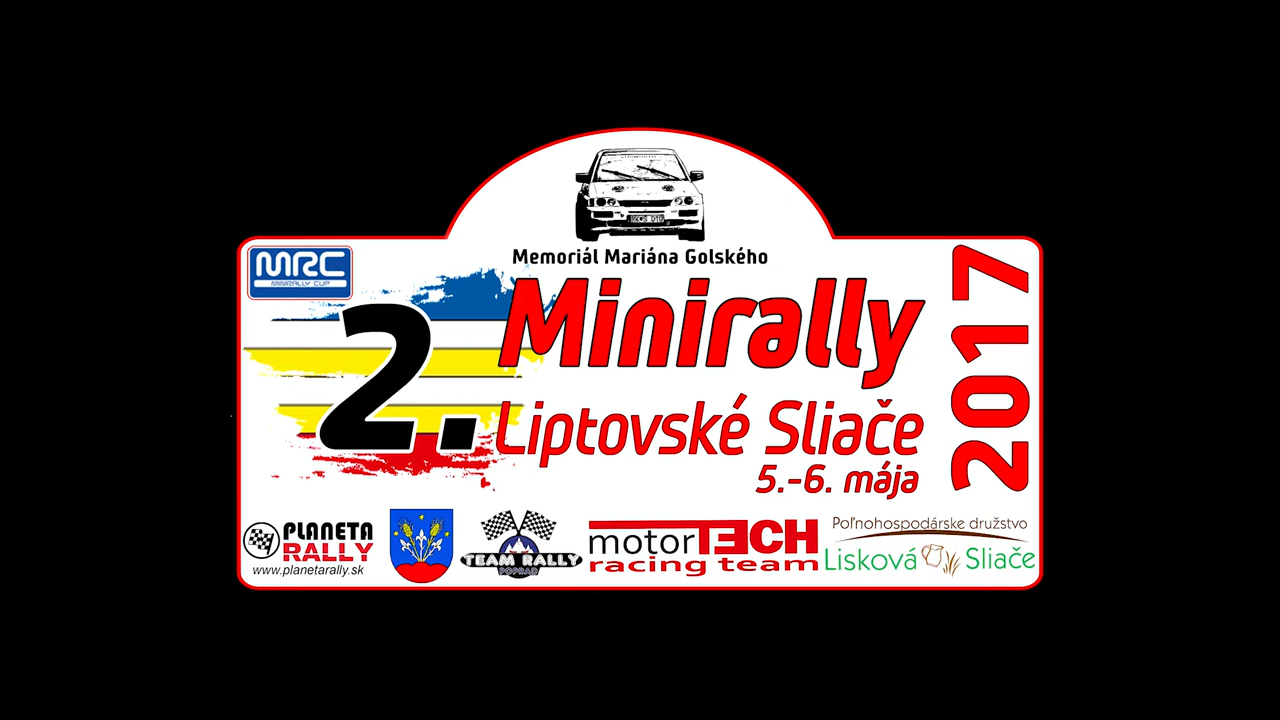 Memoriál Mariána Golského
MRC
MINIRALLY CUP
2.
Minirally
Liptovské Sliače
5.-6. mája
2017
PLANETA
RALLY
www.planetarally.sk
TEAM RALLY
POPRAD
motorTECH
racing team
Poľnohospodárske družstvo
Lisková Sliače